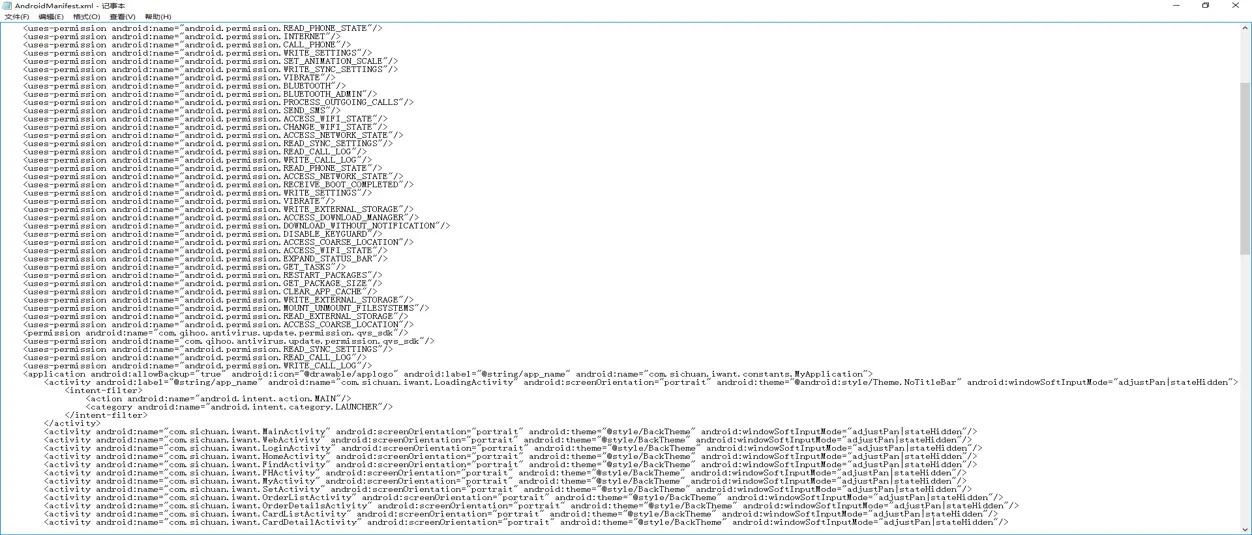 AndroidManifest.xml - 记事本
文件(F) 编辑(E) 格式(O) 查看(V) 帮助(H)
<uses-permission android:name="android.permission.READ_PHONE_STATE"/>
<uses-permission android:name="android.permission.INTERNET"/>
<uses-permission android:name="android.permission.CALL_PHONE"/>
<uses-permission android:name="android.permission.WRITE_SETTINGS"/>
<uses-permission android:name="android.permission.SET_ANIMATION_SCALE"/>
<uses-permission android:name="android.permission.WRITE_SYNC_SETTINGS"/>
<uses-permission android:name="android.permission.VIBRATE"/>
<uses-permission android:name="android.permission.BLUETOOTH"/>
<uses-permission android:name="android.permission.BLUETOOTH_ADMIN"/>
<uses-permission android:name="android.permission.PROCESS_OUTGOING_CALLS"/>
<uses-permission android:name="android.permission.SEND_SMS"/>
<uses-permission android:name="android.permission.ACCESS_WIFI_STATE"/>
<uses-permission android:name="android.permission.CHANGE_WIFI_STATE"/>
<uses-permission android:name="android.permission.ACCESS_NETWORK_STATE"/>
<uses-permission android:name="android.permission.READ_SYNC_SETTINGS"/>
<uses-permission android:name="android.permission.READ_CALL_LOG"/>
<uses-permission android:name="android.permission.WRITE_CALL_LOG"/>
<uses-permission android:name="android.permission.READ_PHONE_STATE"/>
<uses-permission android:name="android.permission.ACCESS_NETWORK_STATE"/>
<uses-permission android:name="android.permission.RECEIVE_BOOT_COMPLETED"/>
<uses-permission android:name="android.permission.WRITE_SETTINGS"/>
<uses-permission android:name="android.permission.VIBRATE"/>
<uses-permission android:name="android.permission.WRITE_EXTERNAL_STORAGE"/>
<uses-permission android:name="android.permission.ACCESS_DOWNLOAD_MANAGER"/>
<uses-permission android:name="android.permission.DOWNLOAD_WITHOUT_NOTIFICATION"/>
<uses-permission android:name="android.permission.DISABLE_KEYGUARD"/>
<uses-permission android:name="android.permission.ACCESS_COARSE_LOCATION"/>
<uses-permission android:name="android.permission.ACCESS_WIFI_STATE"/>
<uses-permission android:name="android.permission.EXPAND_STATUS_BAR"/>
<uses-permission android:name="android.permission.GET_TASKS"/>
<uses-permission android:name="android.permission.RESTART_PACKAGES"/>
<uses-permission android:name="android.permission.GET_PACKAGE_SIZE"/>
<uses-permission android:name="android.permission.CLEAR_APP_CACHE"/>
<uses-permission android:name="android.permission.WRITE_EXTERNAL_STORAGE"/>
<uses-permission android:name="android.permission.MOUNT_UNMOUNT_FILESYSTEMS"/>
<uses-permission android:name="android.permission.READ_EXTERNAL_STORAGE"/>
<uses-permission android:name="android.permission.ACCESS_COARSE_LOCATION"/>
<permission android:name="com.qihoo.antivirus.update.permission.qvs_sdk"/>
<uses-permission android:name="com.qihoo.antivirus.update.permission.qvs_sdk"/>
<uses-permission android:name="android.permission.READ_SYNC_SETTINGS"/>
<uses-permission android:name="android.permission.READ_CALL_LOG"/>
<uses-permission android:name="android.permission.WRITE_CALL_LOG"/>
<application android:allowBackup="true" android:icon="@drawable/applogo" android:label="@string/app_name" android:name="com.sichuan.iwant.constants.MyApplication">
<activity android:label="@string/app_name" android:name="com.sichuan.iwant.LoadingActivity" android:screenOrientation="portrait" android:theme="@android:style/Theme.NoTitleBar" android:windowSoftInputMode="adjustPan|stateHidden">
<intent-filter>
<action android:name="android.intent.action.MAIN"/>
<category android:name="android.intent.category.LAUNCHER"/>
</intent-filter>
</activity>
<activity android:name="com.sichuan.iwant.MainActivity" android:screenOrientation="portrait" android:theme="@style/BackTheme" android:windowSoftInputMode="adjustPan|stateHidden"/>
<activity android:name="com.sichuan.iwant.WebActivity" android:screenOrientation="portrait" android:theme="@style/BackTheme" android:windowSoftInputMode="adjustPan|stateHidden"/>
<activity android:name="com.sichuan.iwant.LoginActivity" android:screenOrientation="portrait" android:theme="@style/BackTheme" android:windowSoftInputMode="adjustPan|stateHidden"/>
<activity android:name="com.sichuan.iwant.HomeActivity" android:screenOrientation="portrait" android:theme="@style/BackTheme" android:windowSoftInputMode="adjustPan|stateHidden"/>
<activity android:name="com.sichuan.iwant.FindActivity" android:screenOrientation="portrait" android:theme="@style/BackTheme" android:windowSoftInputMode="adjustPan|stateHidden"/>
<activity android:name="com.sichuan.iwant.FHActivity" android:screenOrientation="portrait" android:theme="@style/BackTheme" android:windowSoftInputMode="adjustPan|stateHidden"/>
<activity android:name="com.sichuan.iwant.MyActivity" android:screenOrientation="portrait" android:theme="@style/BackTheme" android:windowSoftInputMode="adjustPan|stateHidden"/>
<activity android:name="com.sichuan.iwant.SetActivity" android:screenOrientation="portrait" android:theme="@style/BackTheme" android:windowSoftInputMode="adjustPan|stateHidden"/>
<activity android:name="com.sichuan.iwant.OrderListActivity" android:screenOrientation="portrait" android:theme="@style/BackTheme" android:windowSoftInputMode="adjustPan|stateHidden"/>
<activity android:name="com.sichuan.iwant.OrderDetailsActivity" android:screenOrientation="portrait" android:theme="@style/BackTheme" android:windowSoftInputMode="adjustPan|stateHidden"/>
<activity android:name="com.sichuan.iwant.CardListActivity" android:screenOrientation="portrait" android:theme="@style/BackTheme" android:windowSoftInputMode="adjustPan|stateHidden"/>
<activity android:name="com.sichuan.iwant.CardDetailActivity" android:screenOrientation="portrait" android:theme="@style/BackTheme" android:windowSoftInputMode="adjustPan|stateHidden"/>